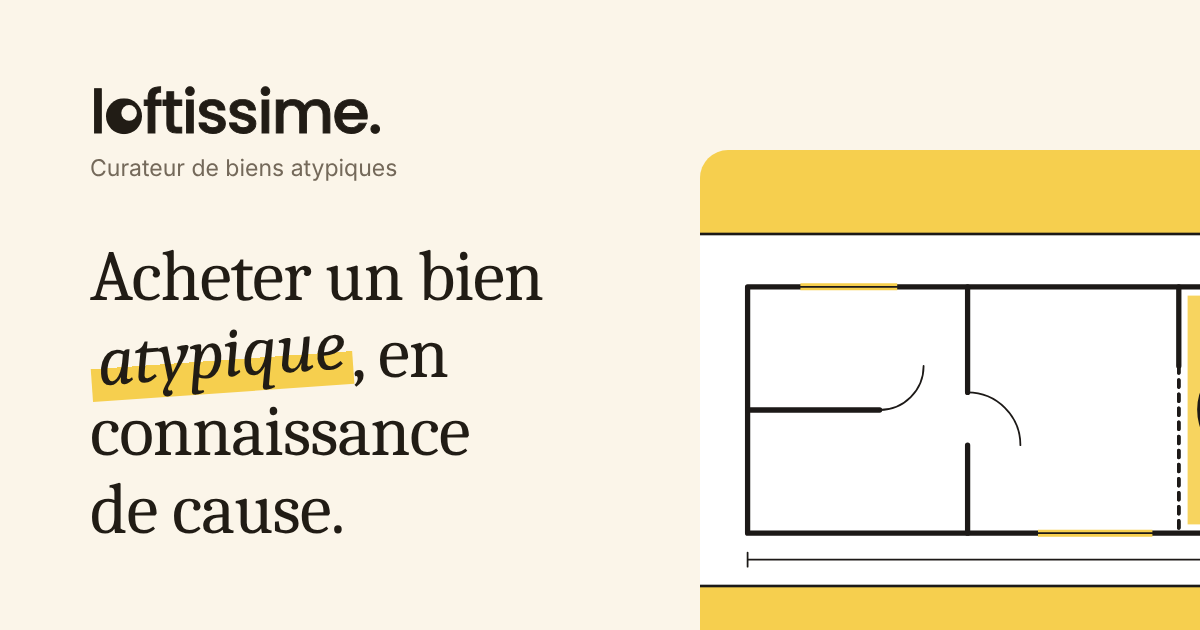 loftissime.
Curateur de biens atypiques
Acheter un bien
atypique, en
connaissance
de cause.